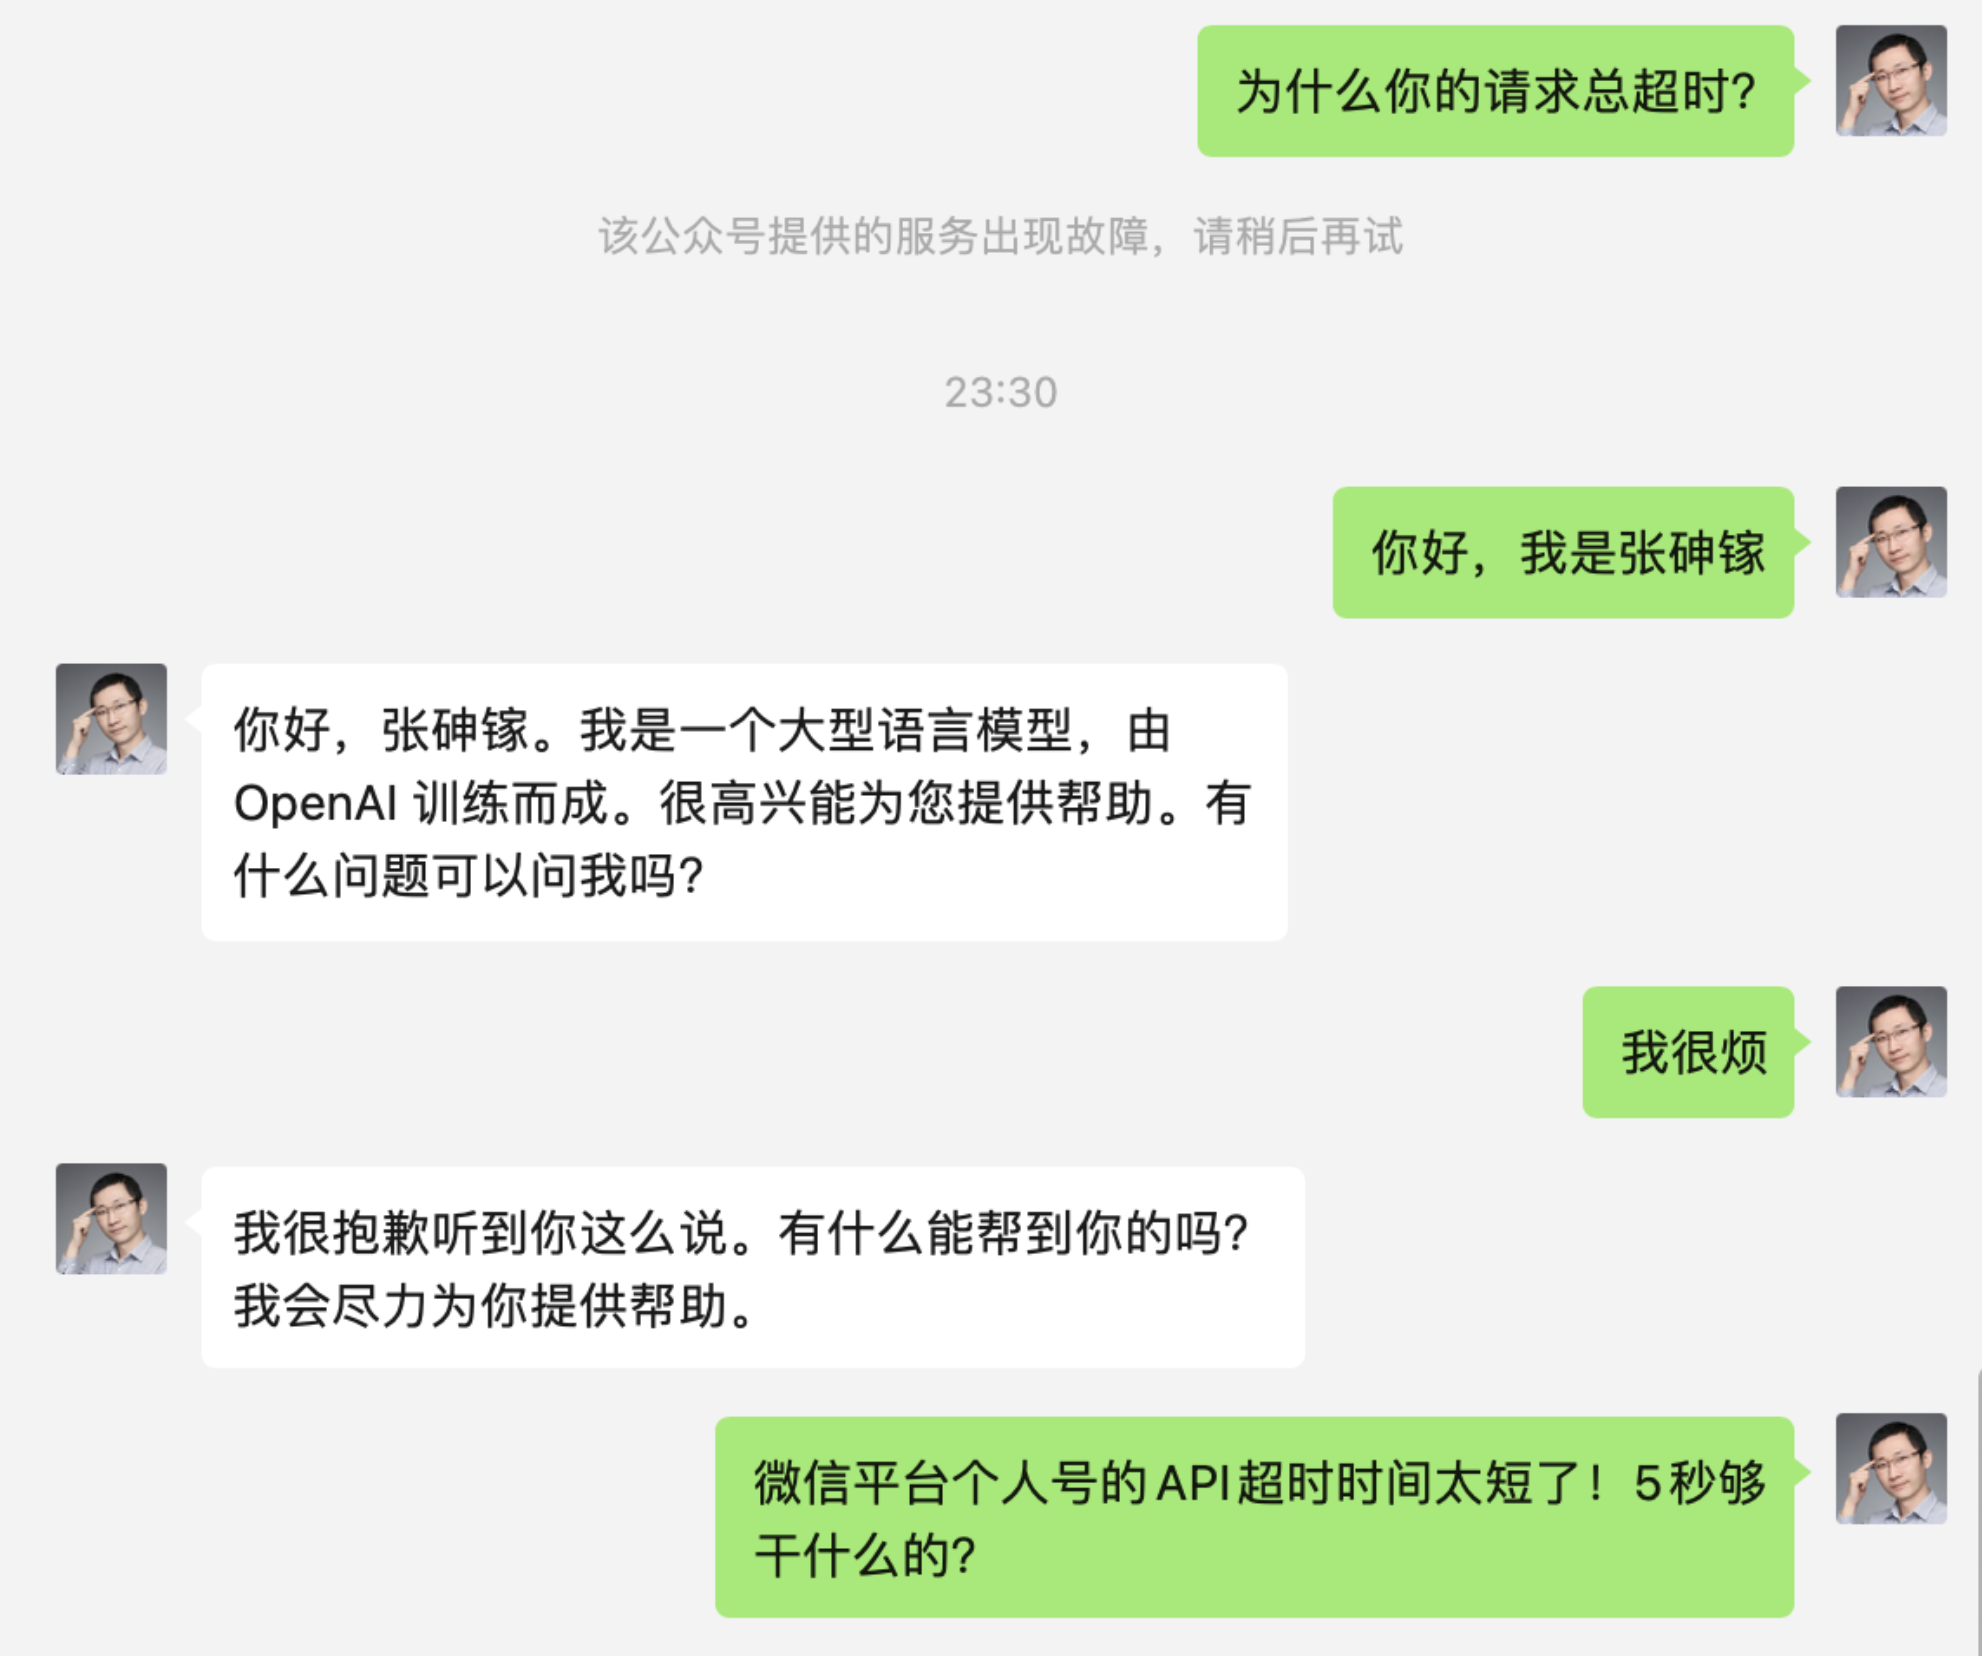 为什么你的请求总超时?
该公众号提供的服务出现故障，请稍后再试
23:30
你好，我是张砷镓
你好，张砷镓。我是一个大型语言模型，由
OpenAI 训练而成。很高兴能为您提供帮助。有
什么问题可以问我吗?
我很烦
我很抱歉听到你这么说。有什么能帮到你的吗?
我会尽力为你提供帮助。
微信平台个人号的API超时时间太短了！5秒够
干什么的?